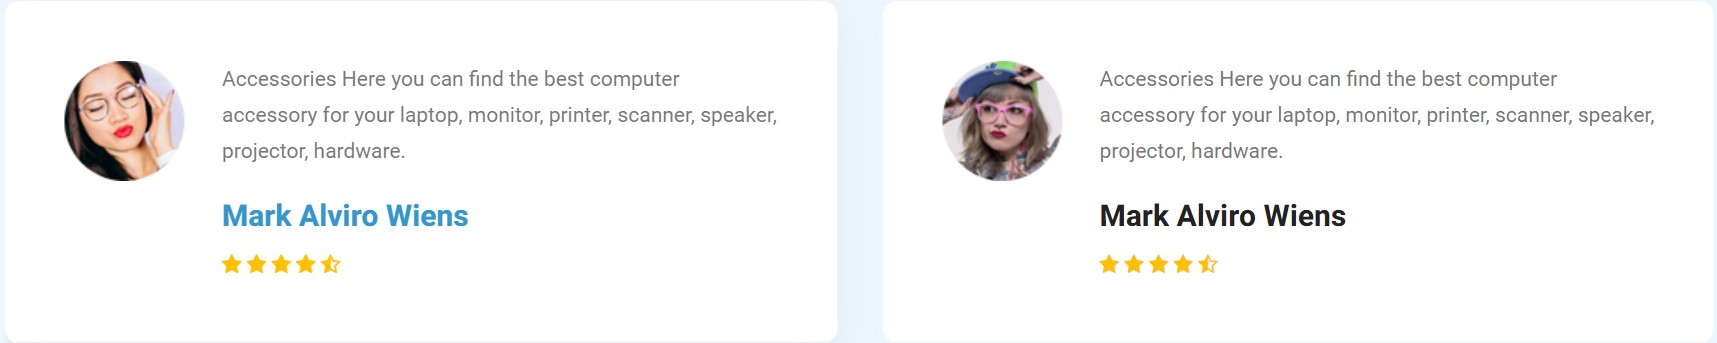 Accessories Here you can find the best computer
accessory for your laptop, monitor, printer, scanner, speaker,
projector, hardware.
Mark Alviro Wiens
Accessories Here you can find the best computer
accessory for your laptop, monitor, printer, scanner, speaker,
projector, hardware.
Mark Alviro Wiens